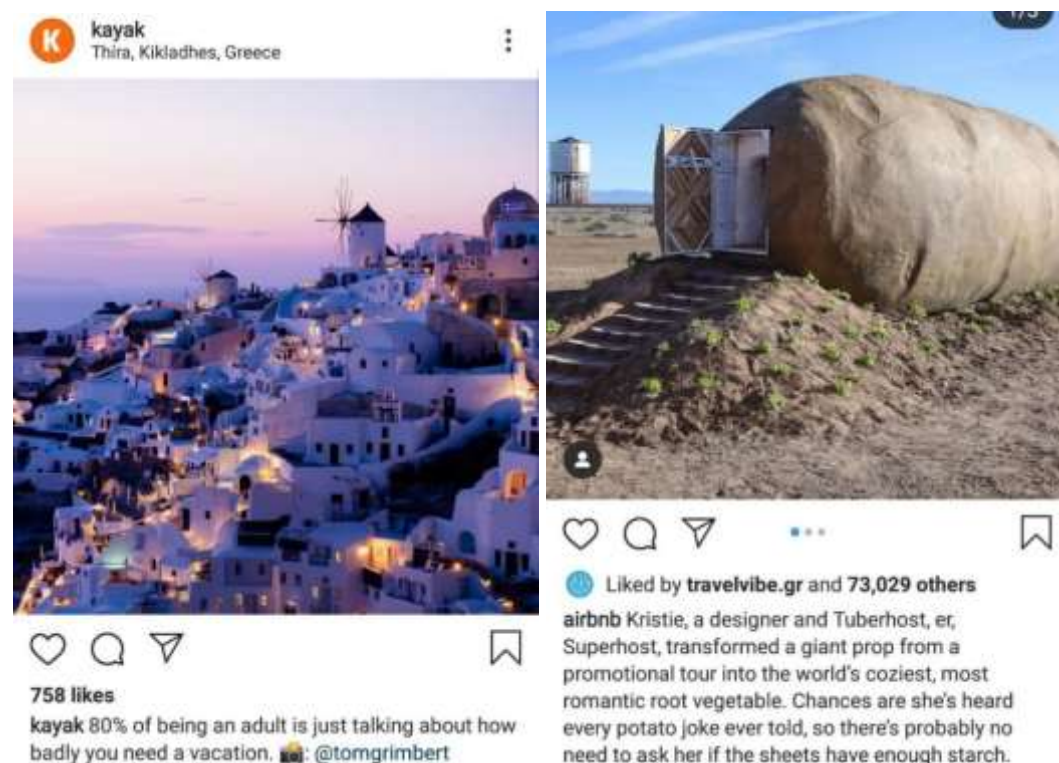 K
kayak
Thira, Kikladhes, Greece
758 likes
kayak 80% of being an adult is just talking about how
badly you need a vacation. 📸: @tomgrimbert
1/3
Liked by travelvibe.gr and 73,029 others
airbnb Kristie, a designer and Tuberhost, er,
Superhost, transformed a giant prop from a
promotional tour into the world's coziest, most
romantic root vegetable. Chances are she's heard
every potato joke ever told, so there's probably no
need to ask her if the sheets have enough starch.